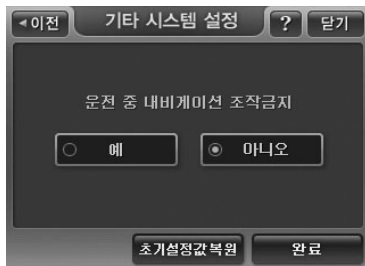 ◂이전 기타 시스템 설정 ? 닫기
운전 중 내비게이션 조작금지
예 아니오
초기설정값복원 완료